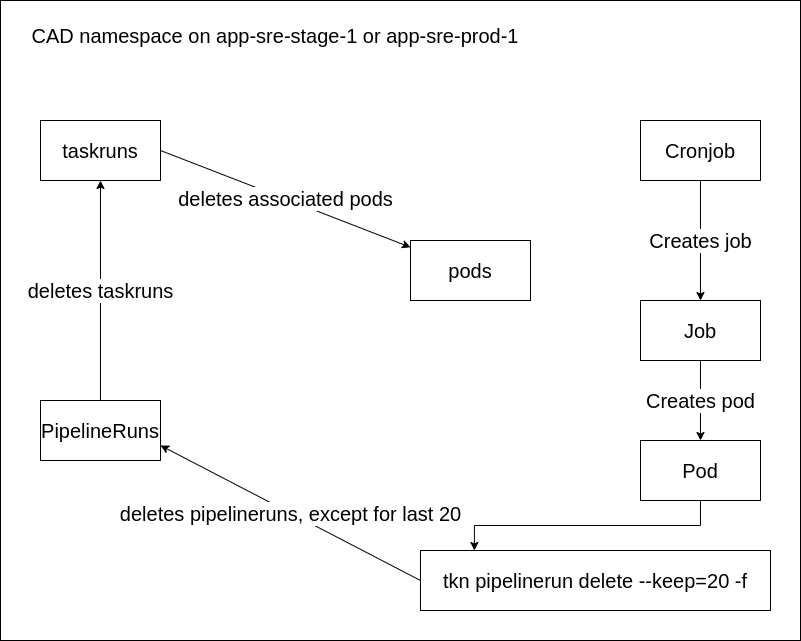 CAD namespace on app-sre-stage-1 or app-sre-prod-1
taskruns
Cronjob
deletes associated pods
Creates job
pods
deletes taskruns
Job
Creates pod
PipelineRuns
Pod
deletes pipelineruns, except for last 20
tkn pipelinerun delete --keep=20 -f